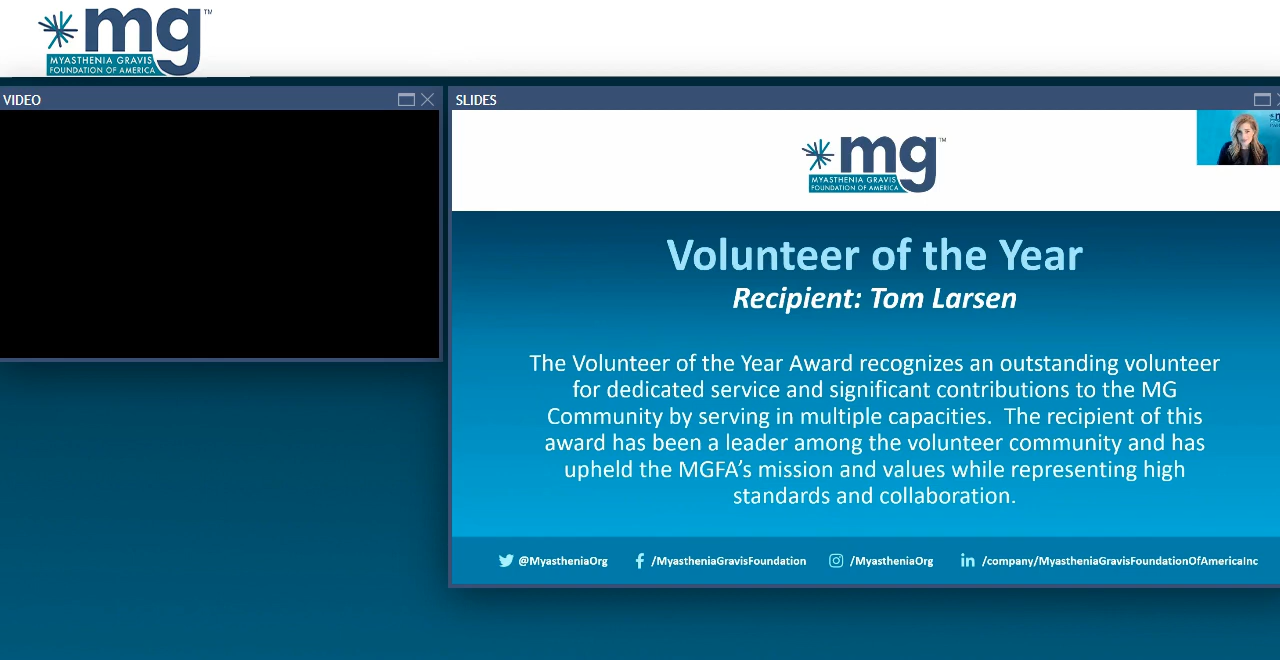 mg™
MYASTHENIA GRAVIS
FOUNDATION OF AMERICA
VIDEO
SLIDES
mg™
MYASTHENIA GRAVIS
FOUNDATION OF AMERICA
Volunteer of the Year
Recipient: Tom Larsen
The Volunteer of the Year Award recognizes an outstanding volunteer
for dedicated service and significant contributions to the MG
Community by serving in multiple capacities.  The recipient of this
award has been a leader among the volunteer community and has
upheld the MGFA's mission and values while representing high
standards and collaboration.
@MyastheniaOrg /MyastheniaGravisFoundation /MyastheniaOrg in /company/MyastheniaGravisFoundationOfAmericaInc